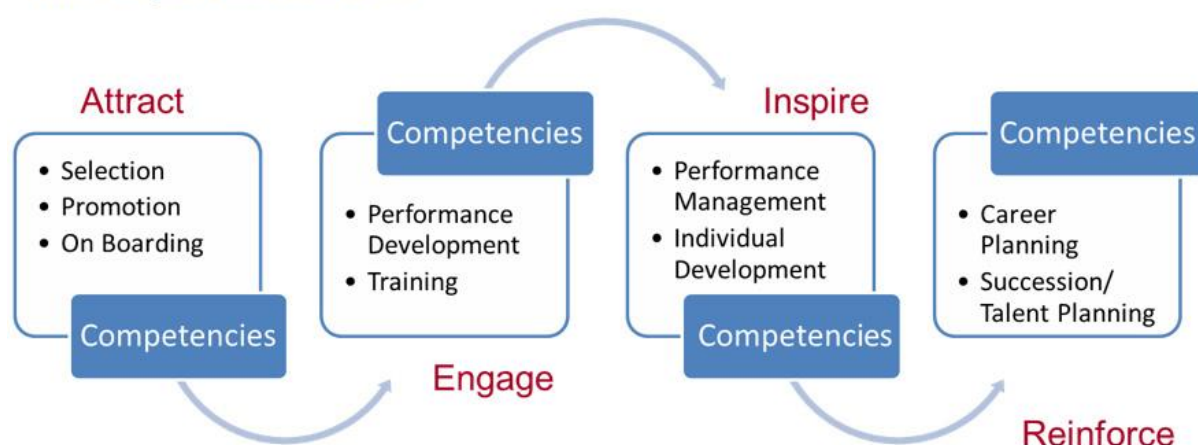 Attract
• Selection
• Promotion
• On Boarding
Competencies
Competencies
• Performance
Development
• Training
Engage
Inspire
• Performance
Management
• Individual
Development
Competencies
Competencies
• Career
Planning
• Succession/
Talent Planning
Reinforce